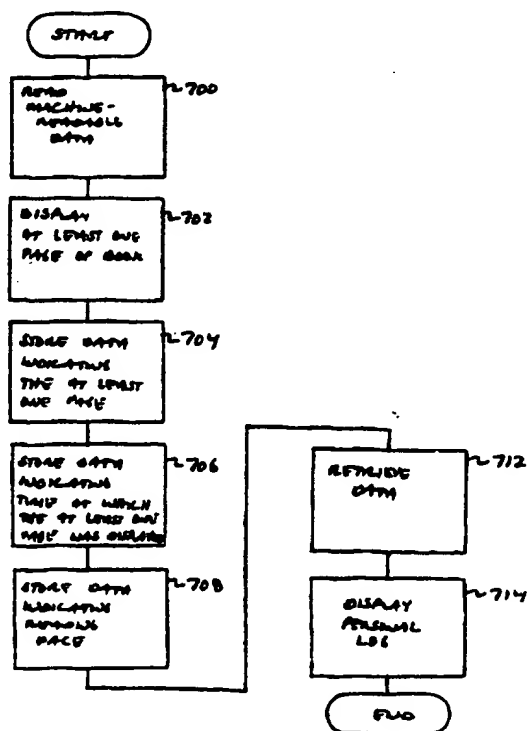 START
700
READ
MACHINE-
READABLE
DATA
702
DISPLAY
AT LEAST ONE
PAGE OF BOOK
704
STORE DATA
INDICATING
THE AT LEAST
ONE PAGE
706
STORE DATA
INDICATING
TIME AT WHICH
THE AT LEAST ONE
PAGE WAS DISPLAYED
708
STORE DATA
INDICATING
READING
PACE
712
RETRIEVE
DATA
714
DISPLAY
PERSONAL
LOG
END